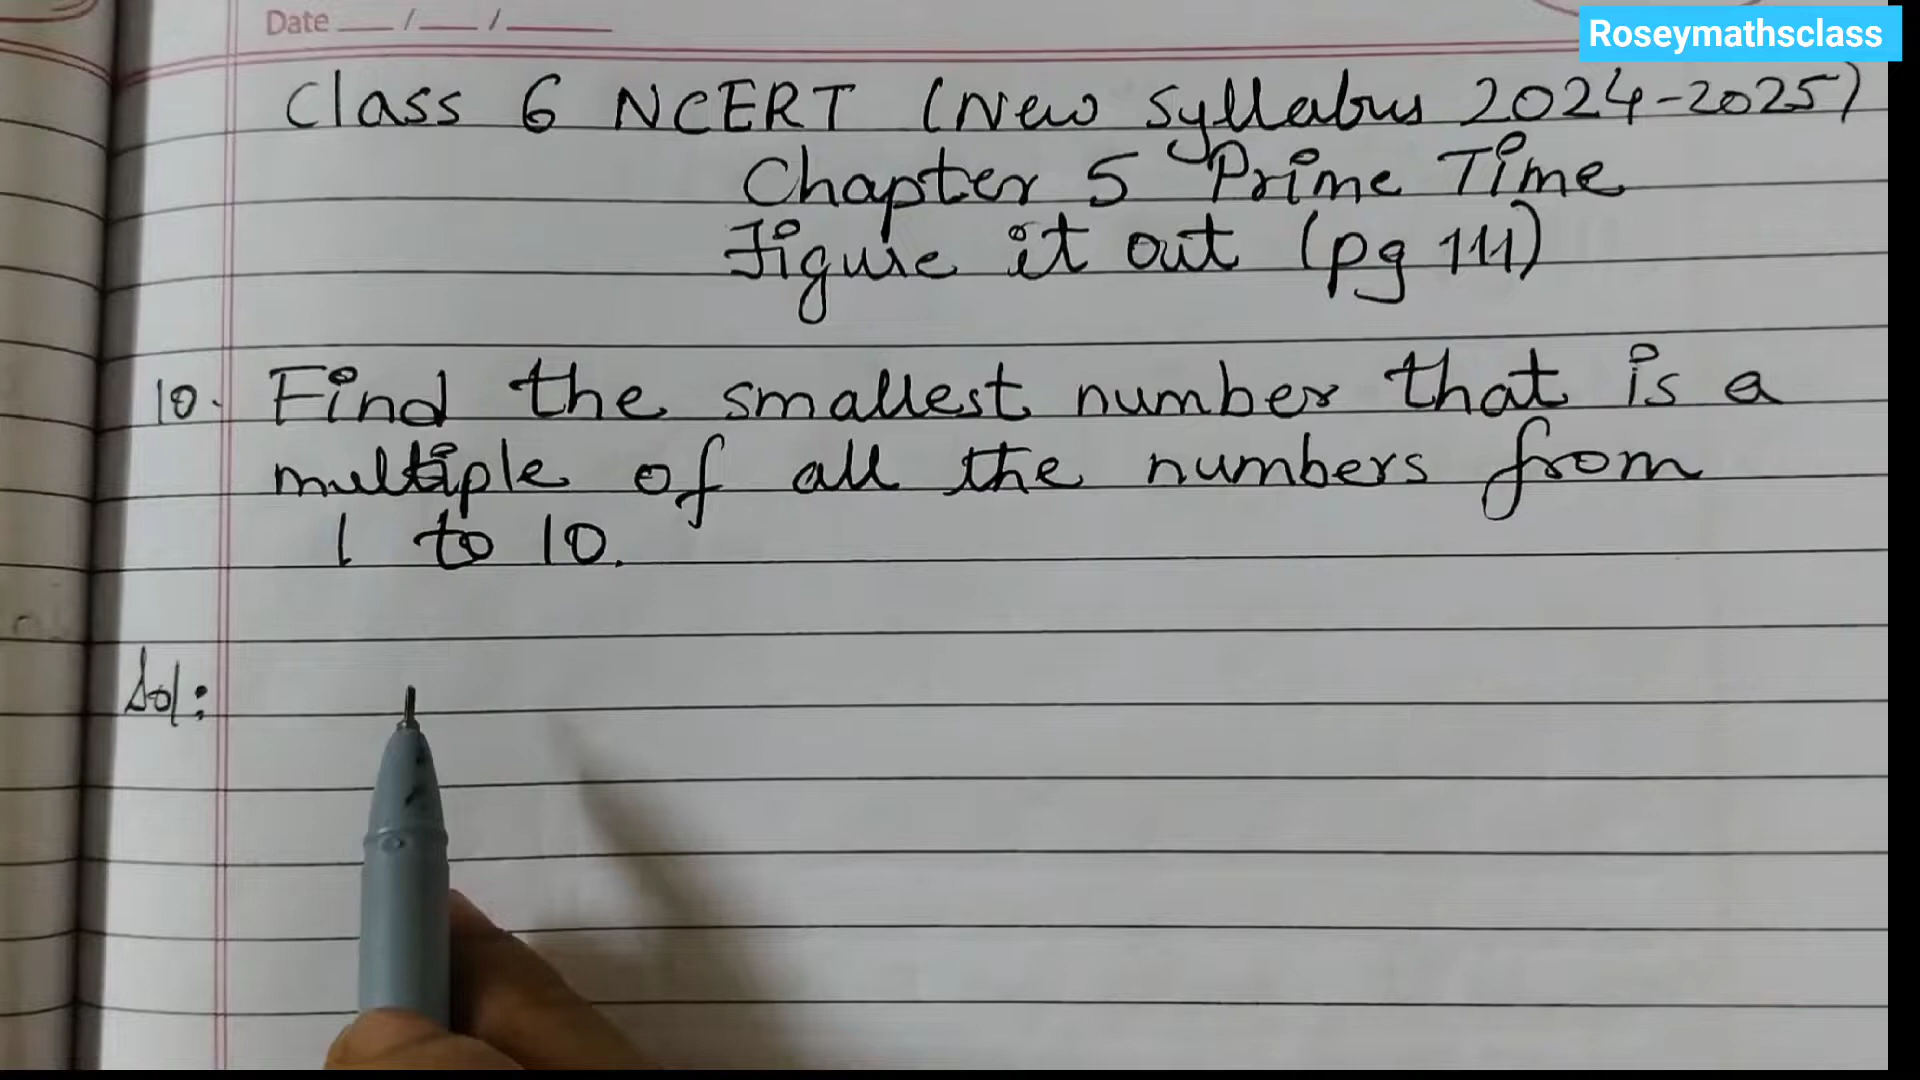 Date __/__/____
Roseymathsclass
Class 6 NCERT (New Syllabus 2024-2025)
Chapter 5 Prime Time
Figure it out (pg 111)
10. Find the smallest number that is a
multiple of all the numbers from
1 to 10.
Sol: